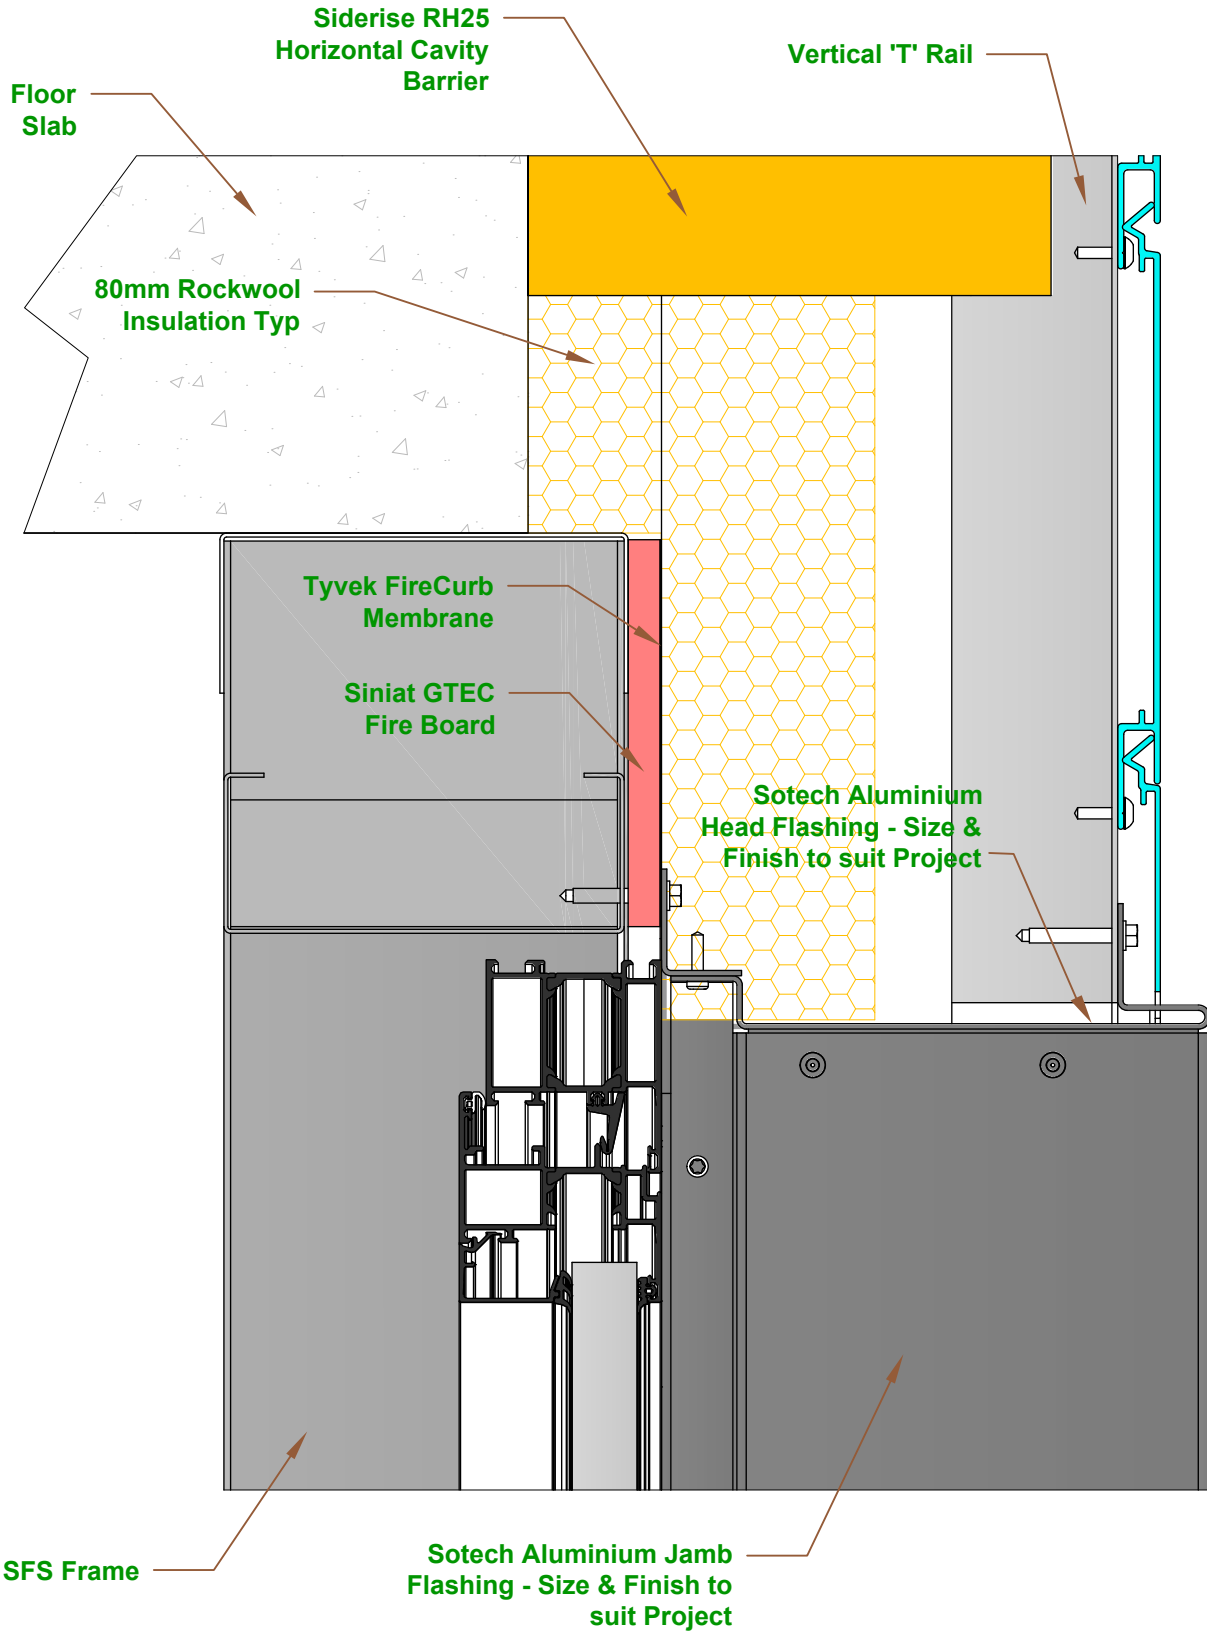 Siderise RH25
Horizontal Cavity
Barrier
Vertical 'T' Rail
Floor
Slab
80mm Rockwool
Insulation Typ
Tyvek FireCurb
Membrane
Siniat GTEC
Fire Board
Sotech Aluminium
Head Flashing - Size &
Finish to suit Project
SFS Frame
Sotech Aluminium Jamb
Flashing - Size & Finish to
suit Project